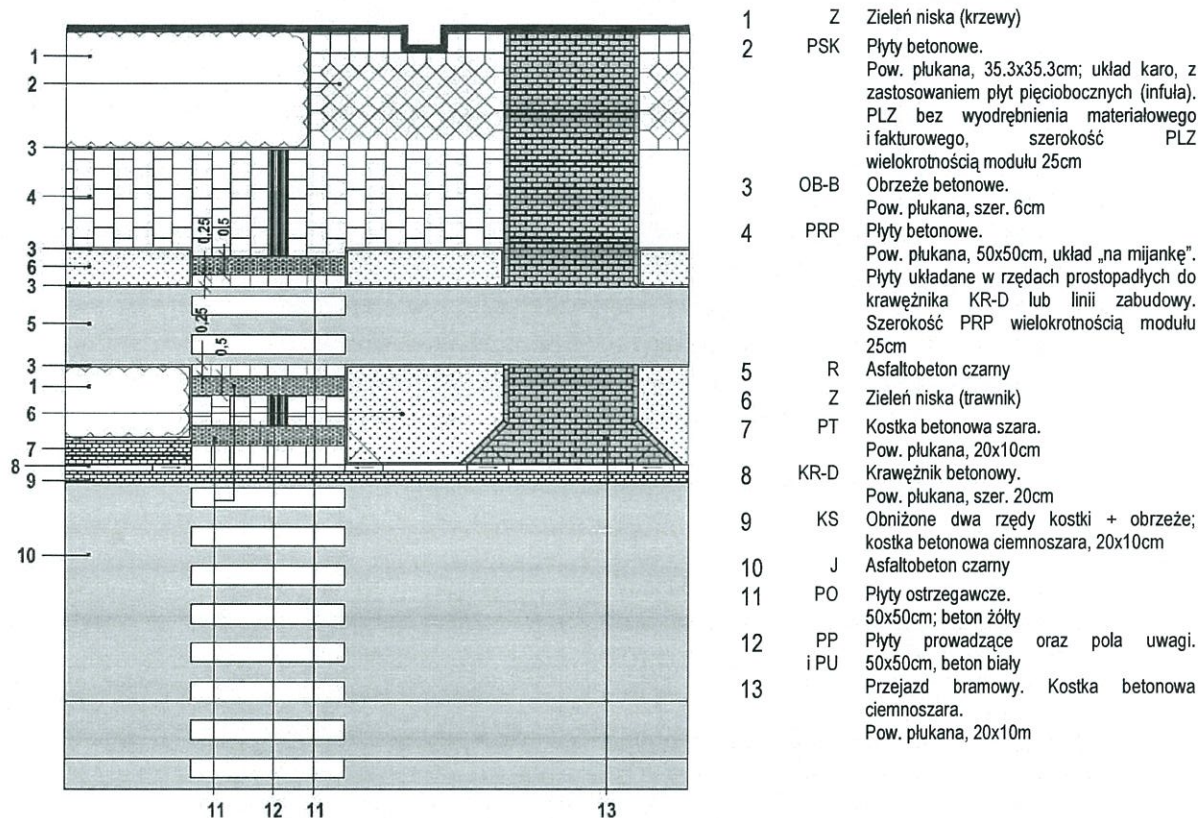 1
2
3
4
3
6
3
5
3
1
6
7
8
9
10
0,25
0,5
0,25
0,5
11
12
11
13
1 Z Zieleń niska (krzewy)
2 PSK Płyty betonowe.
Pow. płukana, 35.3x35.3cm; układ karo, z
zastosowaniem płyt pięciobocznych (infuła).
PLZ bez wyodrębnienia materiałowego
i fakturowego, szerokość PLZ
wielokrotnością modułu 25cm
3 OB-B Obrzeże betonowe.
Pow. płukana, szer. 6cm
4 PRP Płyty betonowe.
Pow. płukana, 50x50cm, układ „na mijankę”.
Płyty układane w rzędach prostopadłych do
krawężnika KR-D lub linii zabudowy.
Szerokość PRP wielokrotnością modułu
25cm
5 R Asfaltobeton czarny
6 Z Zieleń niska (trawnik)
7 PT Kostka betonowa szara.
Pow. płukana, 20x10cm
8 KR-D Krawężnik betonowy.
Pow. płukana, szer. 20cm
9 KS Obniżone dwa rzędy kostki + obrzeże;
kostka betonowa ciemnoszara, 20x10cm
10 J Asfaltobeton czarny
11 PO Płyty ostrzegawcze.
50x50cm; beton żółty
12 PP Płyty prowadzące oraz pola uwagi.
i PU 50x50cm, beton biały
13 Przejazd bramowy. Kostka betonowa
ciemnoszara.
Pow. płukana, 20x10m